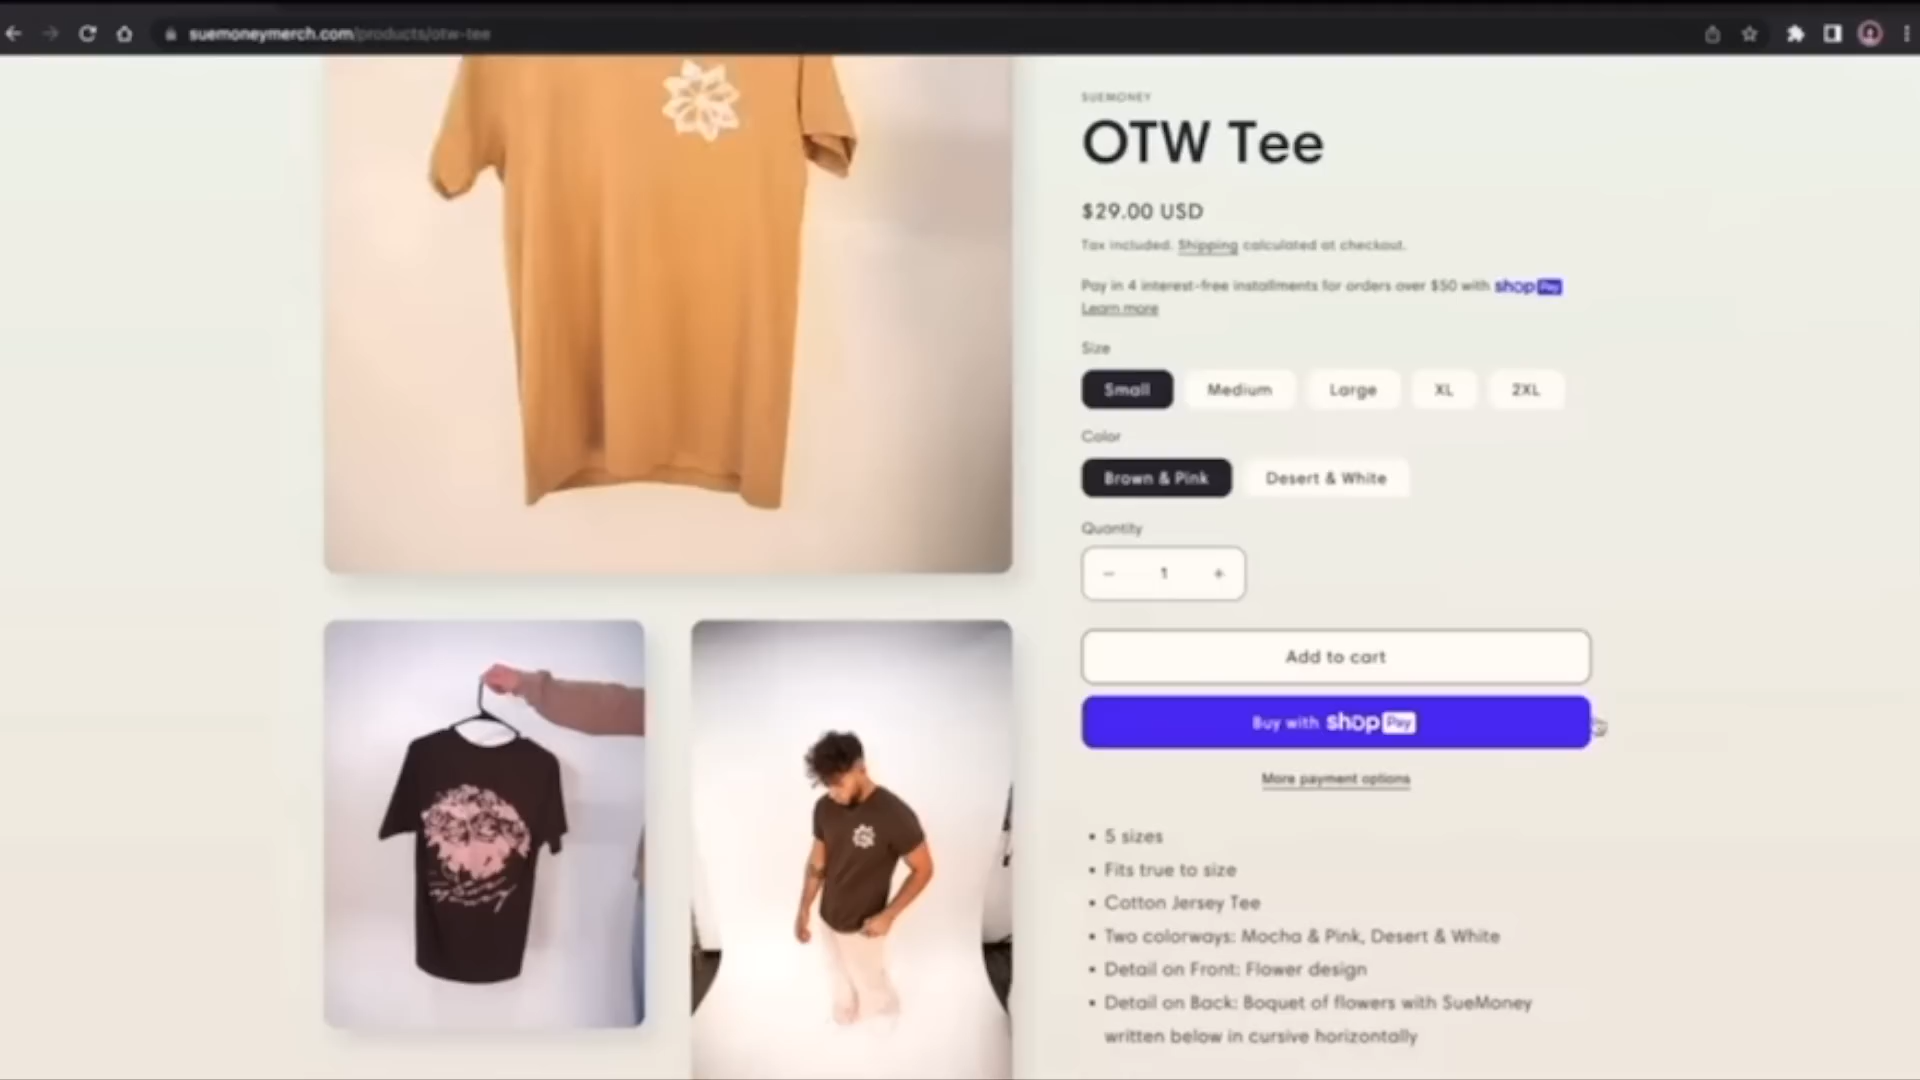 suemoneymerch.com/products/otw-tee
SUEMONEY
OTW Tee
$29.00 USD
Tax included. Shipping calculated at checkout.
Pay in 4 interest-free installments for orders over $50 with shop Pay
Learn more
Size
Small Medium Large XL 2XL
Color
Brown & Pink Desert & White
Quantity
− 1 +
Add to cart
Buy with shop Pay
More payment options
• 5 sizes
• Fits true to size
• Cotton Jersey Tee
• Two colorways: Mocha & Pink, Desert & White
• Detail on Front: Flower design
• Detail on Back: Boquet of flowers with SueMoney
written below in cursive horizontally